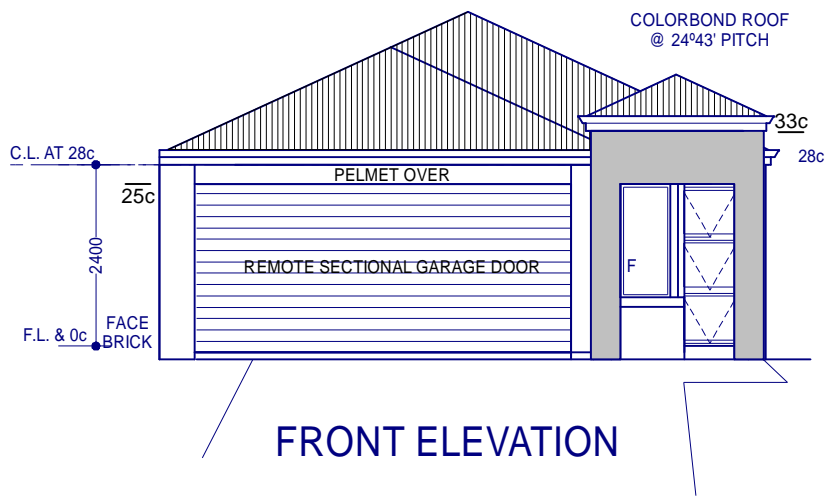 COLORBOND ROOF
@ 24º43' PITCH
33c
C.L. AT 28c
28c
PELMET OVER
25c
2400
REMOTE SECTIONAL GARAGE DOOR
F
F.L. & 0c
FACE
BRICK
FRONT ELEVATION